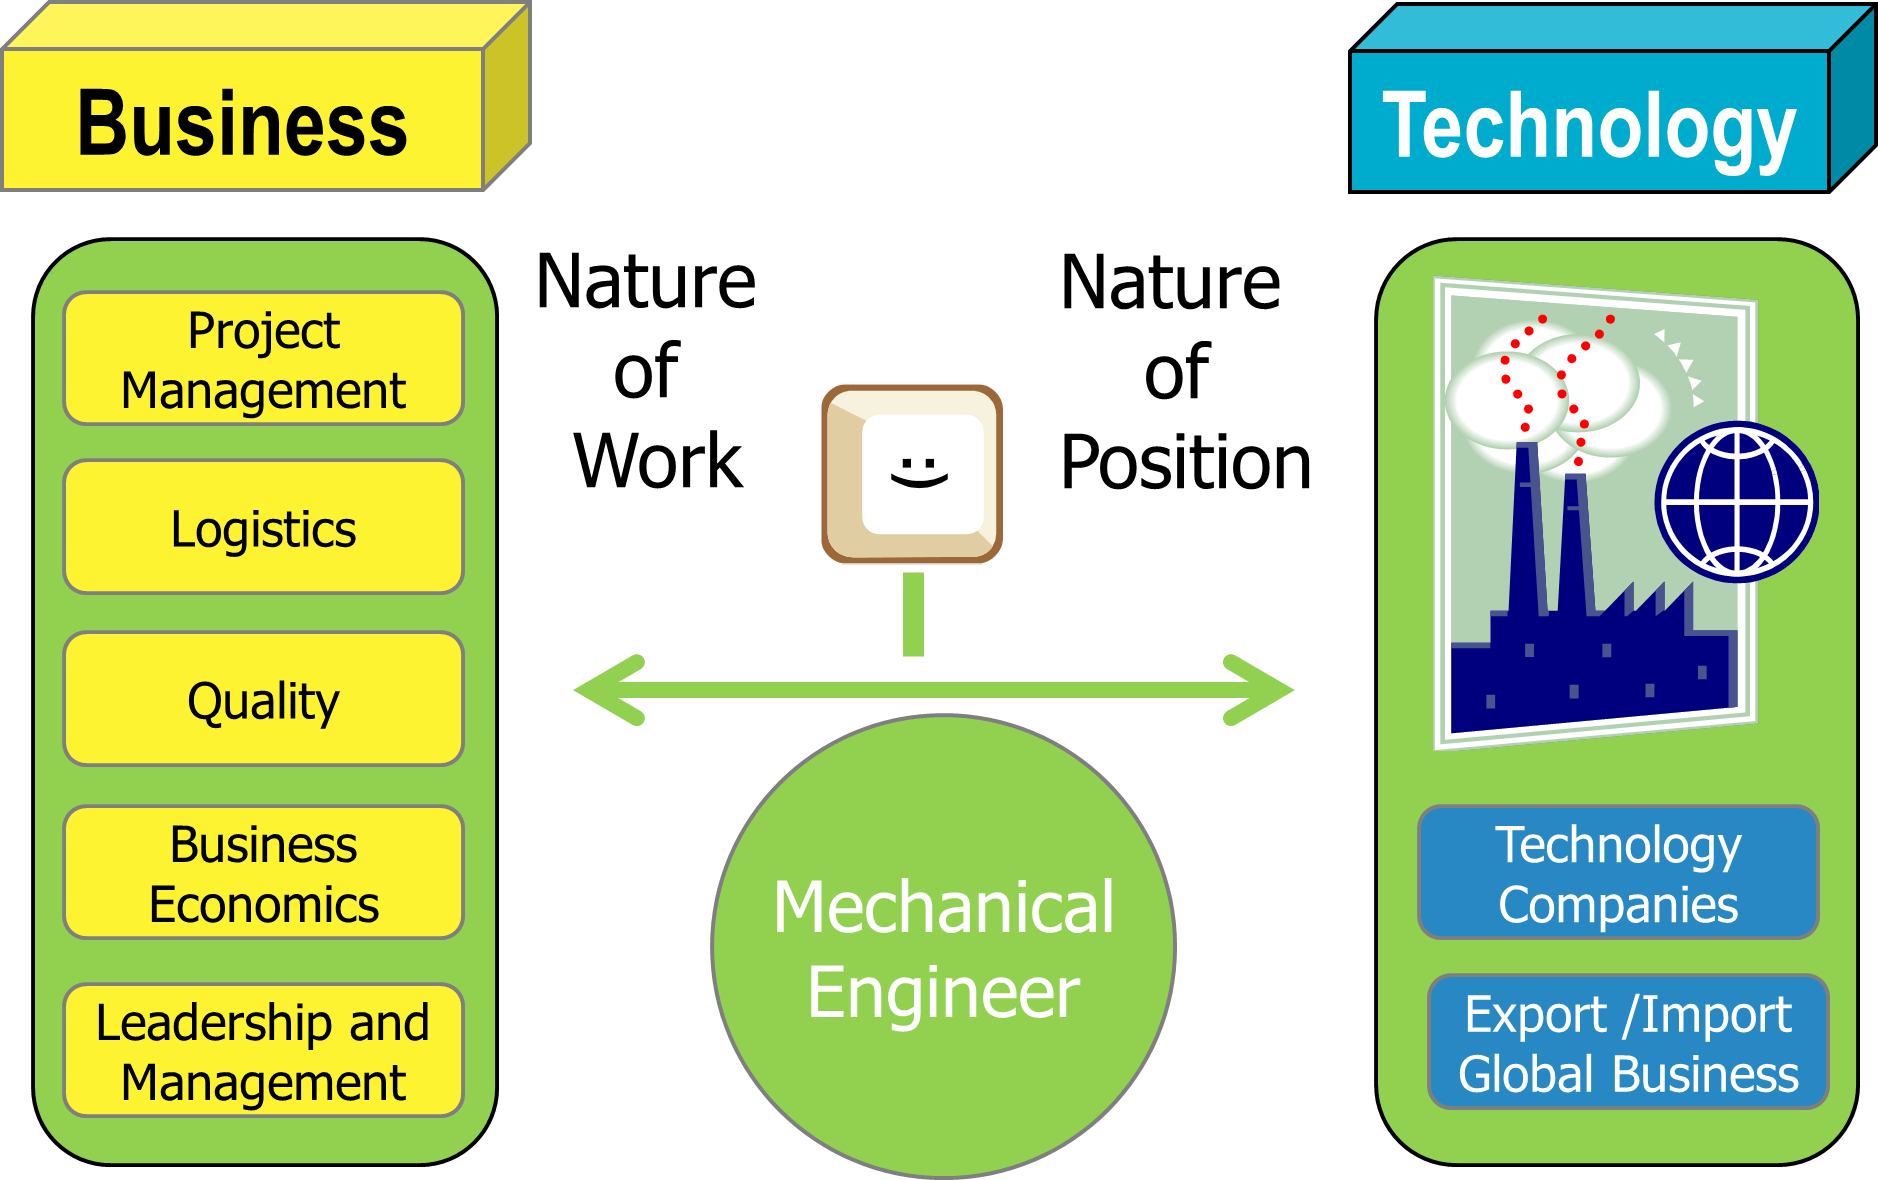 Business
Technology
Project
Management
Logistics
Quality
Business
Economics
Leadership and
Management
Nature
of
Work
:)
Nature
of
Position
Mechanical
Engineer
Technology
Companies
Export /Import
Global Business